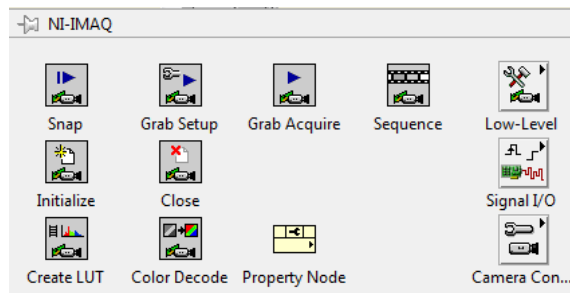 NI-IMAQ
Snap Grab Setup Grab Acquire Sequence Low-Level
Initialize Close Signal I/O
Create LUT Color Decode Property Node Camera Con...